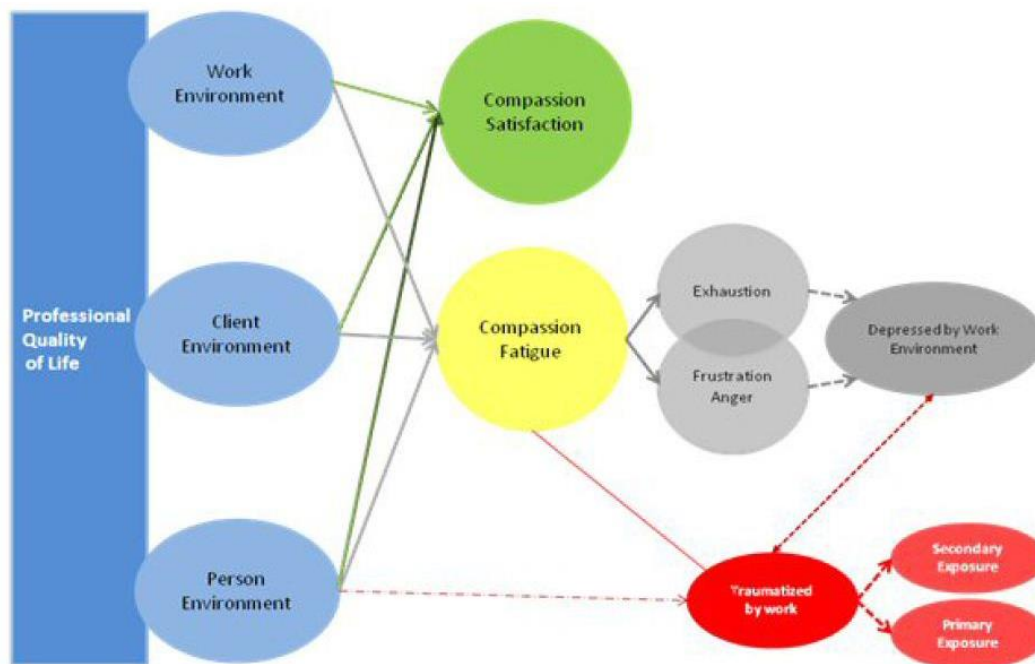 Professional
Quality
of Life
Work
Environment
Client
Environment
Person
Environment
Compassion
Satisfaction
Compassion
Fatigue
Exhaustion
Frustration
Anger
Depressed by Work
Environment
Traumatized
by work
Secondary
Exposure
Primary
Exposure